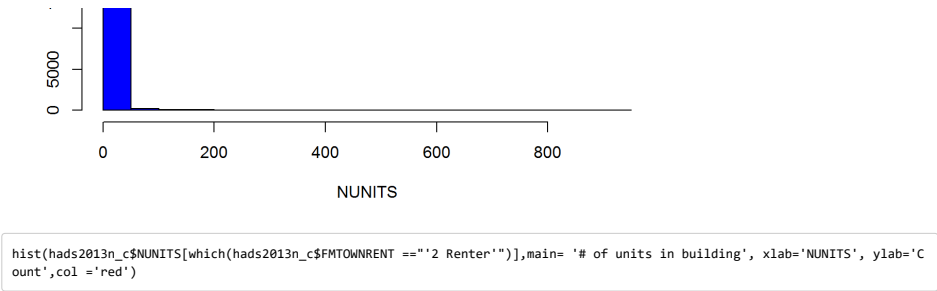 5000
0
0 200 400 600 800
NUNITS
hist(hads2013n_c$NUNITS[which(hads2013n_c$FMTOWNRENT =="'2 Renter'")],main= '# of units in building', xlab='NUNITS', ylab='C
ount',col ='red')